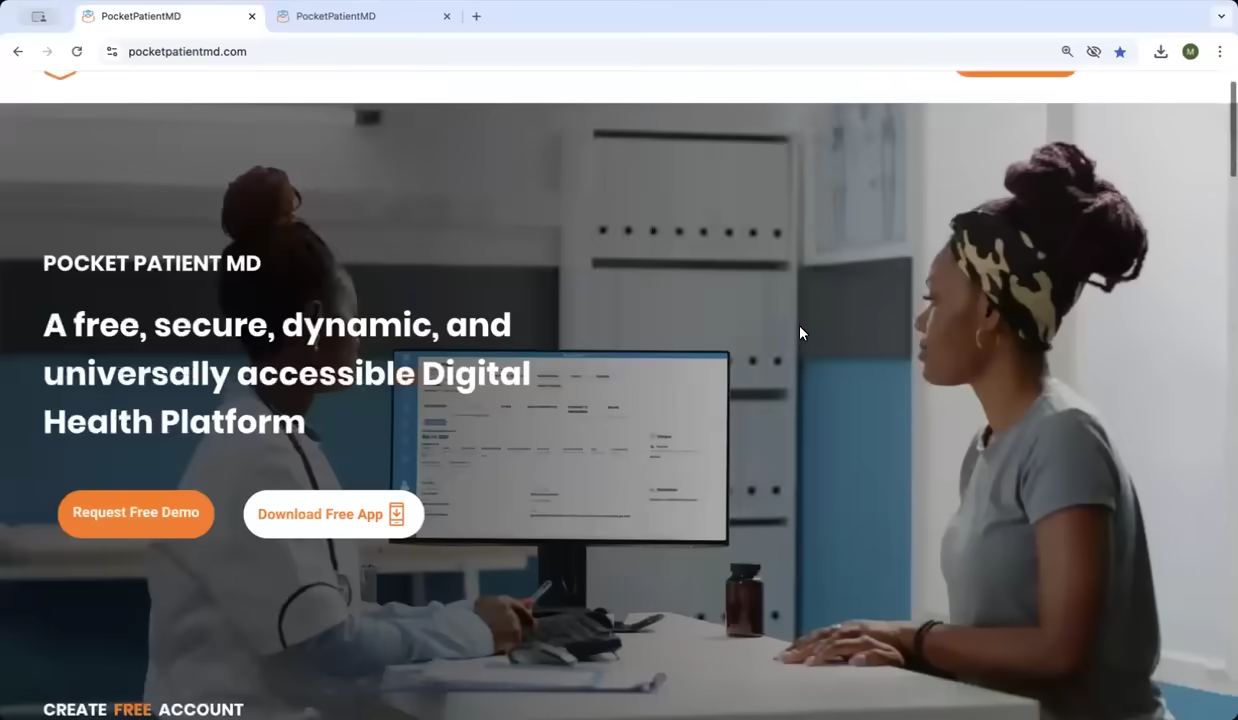 PocketPatientMD
PocketPatientMD
pocketpatientmd.com
M
POCKET PATIENT MD
A free, secure, dynamic, and
universally accessible Digital
Health Platform
Request Free Demo
Download Free App
CREATE FREE ACCOUNT